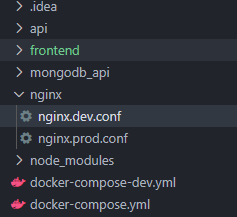 .idea
api
frontend
mongodb_api
nginx
nginx.dev.conf
nginx.prod.conf
node_modules
docker-compose-dev.yml
docker-compose.yml